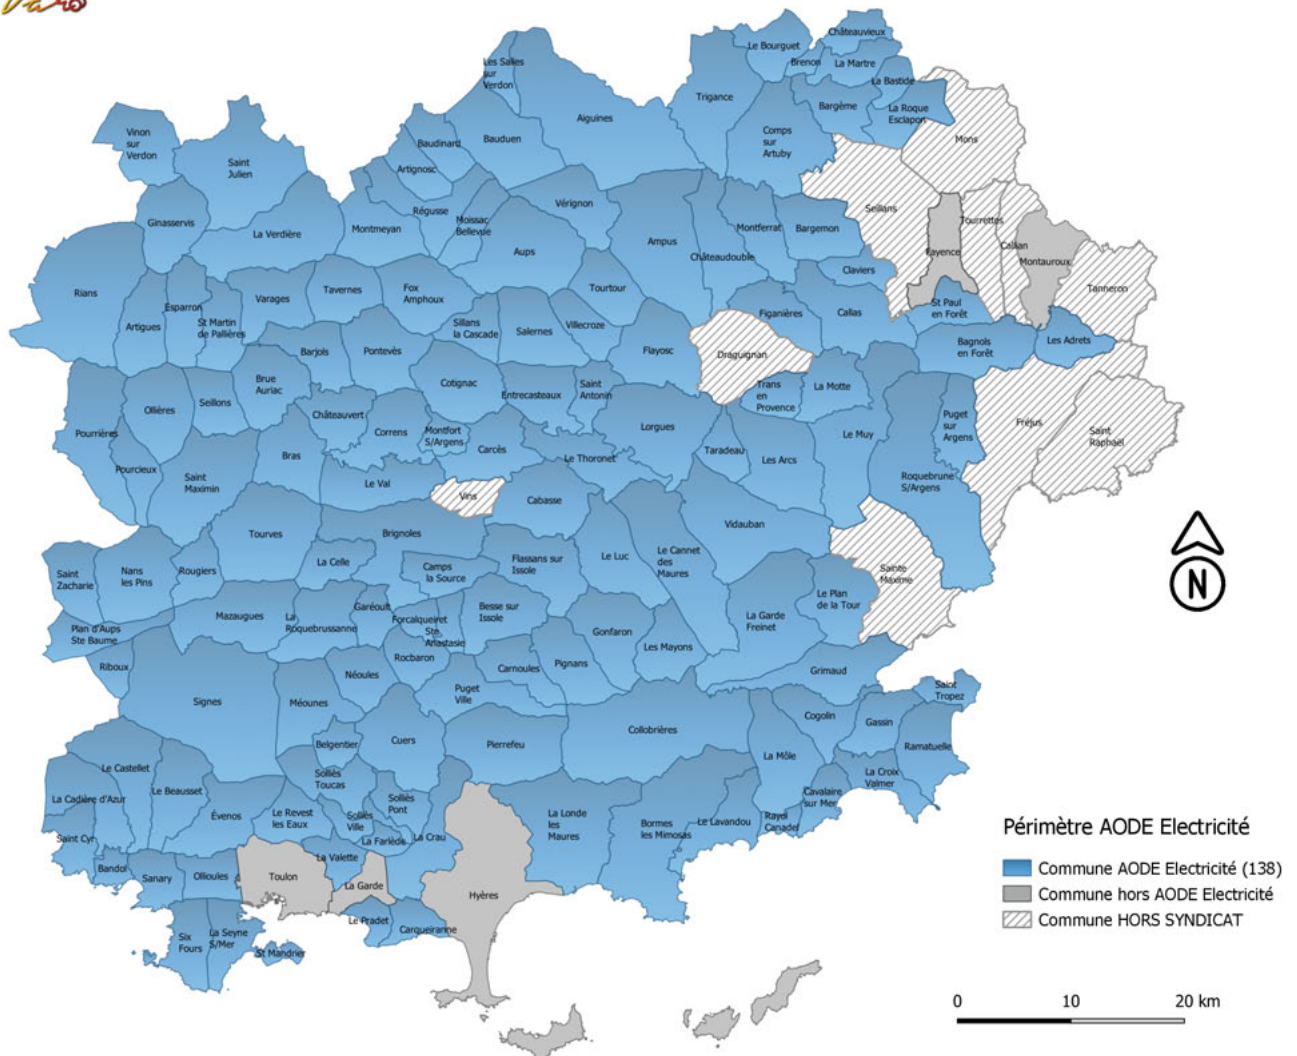 Var
Châteauvieux
Le Bourguet
Brenon
La Martre
Les Salles
sur
Verdon
La Bastide
Trigance
Bargème
La Roque
Esclapon
Aiguines
Vinon
sur
Verdon
Comps
sur
Artuby
Mons
Bauduen
Baudinard
Saint
Julien
Artignosc
Vérignon
Seillans
Régusse
Ginasservis
Moissac
Bellevue
Tourrettes
Montmeyan
Montferrat
Bargemon
La Verdière
Ampus
Aups
Callian
Fayence
Châteaudouble
Montauroux
Claviers
Rians
Tavernes
Fox
Amphoux
Tourtour
Tanneron
Varages
Esparron
St Paul
en Forêt
Artigues
St Martin
de Pallières
Figanières
Callas
Sillans
la Cascade
Salernes
Villecroze
Les Adrets
Bagnols
en Forêt
Barjols
Pontevès
Flayosc
Draguignan
Brue
Auriac
Cotignac
Saint
Antonin
Trans
en
Provence
La Motte
Entrecasteaux
Seillons
Ollières
Châteauvert
Puget
sur
Argens
Fréjus
Saint
Raphaël
Pourrières
Correns
Montfort
S/Argens
Lorgues
Le Muy
Carcès
Taradeau
Les Arcs
Bras
Le Thoronet
Pourcieux
Saint
Maximin
Roquebrune
S/Argens
Le Val
Vins
Cabasse
Vidauban
Tourves
Brignoles
La Celle
Flassans sur
Issole
Le Luc
Le Cannet
des
Maures
Camps
la Source
Saint
Zacharie
Nans
les Pins
Rougiers
Sainte
Maxime
Le Plan
de la Tour
Garéoult
Besse sur
Issole
Mazaugues
La
Roquebrussanne
Forcalqueiret
La Garde
Freinet
Plan d'Aups
Ste Baume
Ste
Anastasie
Gonfaron
Les Mayons
Rocbaron
Riboux
Carnoules
Pignans
Grimaud
Néoules
Puget
Ville
Saint
Tropez
Signes
Méounes
Cogolin
Gassin
Collobrières
Belgentier
Cuers
Pierrefeu
Ramatuelle
La Môle
Le Castellet
Solliès
Toucas
La Croix
Valmer
Le Beausset
La Cadière d'Azur
Cavalaire
sur Mer
Solliès
Pont
Évenos
Le Revest
les Eaux
Solliès
Ville
La Londe
les
Maures
Rayol
Canadel
Bormes
les Mimosas
Le Lavandou
Saint Cyr
La Farlède
La Crau
La Valette
Bandol
Sanary
Ollioules
Toulon
La Garde
Hyères
Le Pradet
Carqueiranne
Six
Fours
La Seyne
S/Mer
St Mandrier
N
Périmètre AODE Electricité
Commune AODE Electricité (138)
Commune hors AODE Electricité
Commune HORS SYNDICAT
0 10 20 km